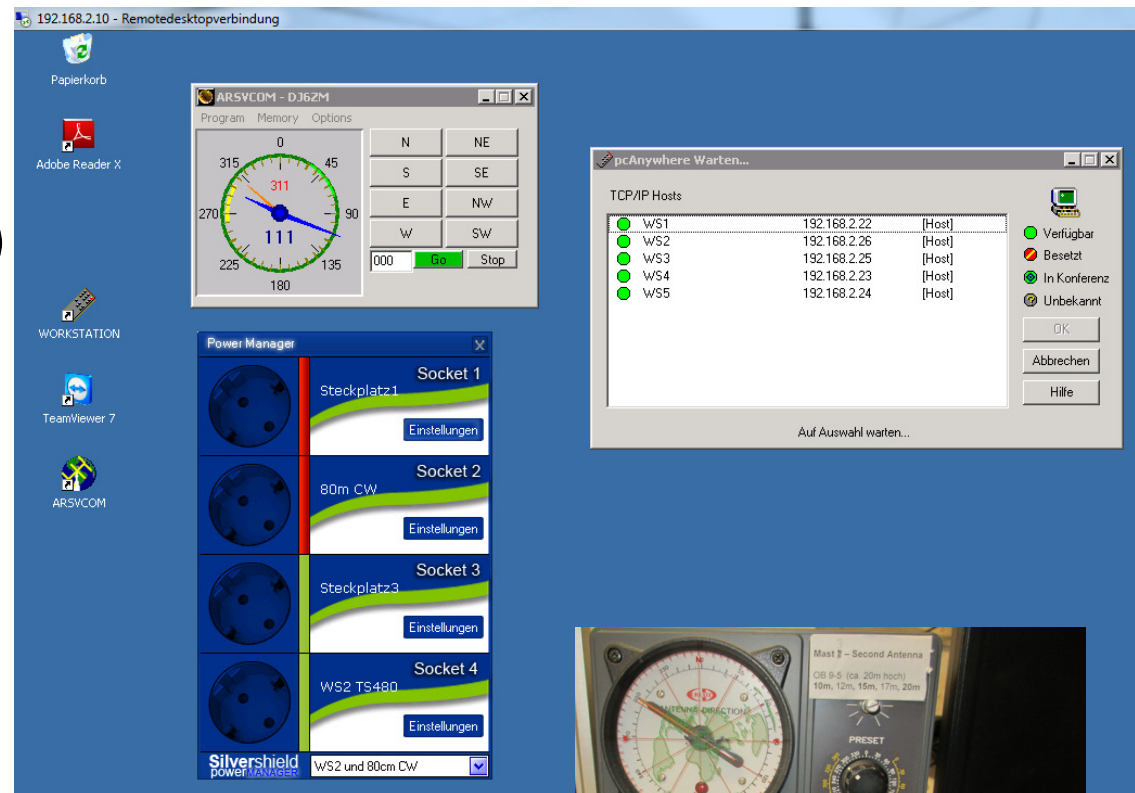 192.168.2.10 - Remotedesktopverbindung
Papierkorb
Adobe Reader X
WORKSTATION
TeamViewer 7
ARSVCOM
ARSVCOM - DJ6ZM
Program Memory Options
0
45
90
135
180
225
270
315
311
111
N NE
S SE
E NW
W SW
000 Go Stop
Power Manager
Socket 1
Steckplatz1
Einstellungen
Socket 2
80m CW
Einstellungen
Socket 3
Steckplatz3
Einstellungen
Socket 4
WS2 TS480
Einstellungen
Silvershield
power MANAGER
WS2 und 80cm CW
pcAnywhere Warten...
TCP/IP Hosts
WS1 192.168.2.22 [Host]
WS2 192.168.2.26 [Host]
WS3 192.168.2.25 [Host]
WS4 192.168.2.23 [Host]
WS5 192.168.2.24 [Host]
Verfügbar
Besetzt
In Konferenz
Unbekannt
OK
Abbrechen
Hilfe
Auf Auswahl warten...
Mast – Second Antenna
OB 9-5 (ca. 20m hoch)
10m, 12m, 15m, 17m, 20m
ANTENNA DIRECTION
PRESET